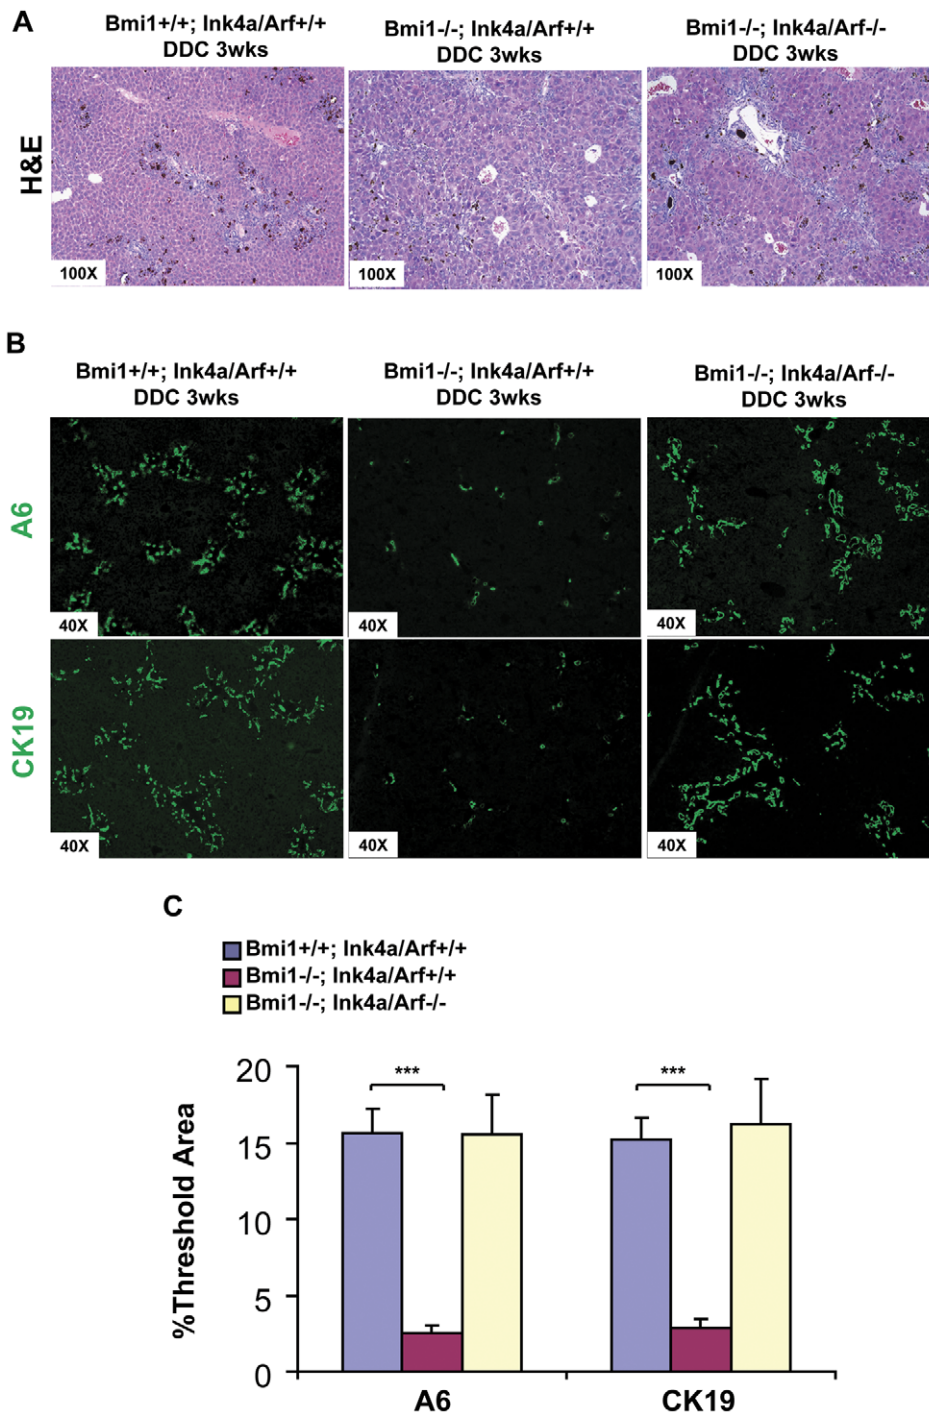 A
Bmi1+/+; Ink4a/Arf+/+
DDC 3wks
Bmi1-/-; Ink4a/Arf+/+
DDC 3wks
Bmi1-/-; Ink4a/Arf-/-
DDC 3wks
H&E
100X
100X
100X
B
Bmi1+/+; Ink4a/Arf+/+
DDC 3wks
Bmi1-/-; Ink4a/Arf+/+
DDC 3wks
Bmi1-/-; Ink4a/Arf-/-
DDC 3wks
A6
40X
40X
40X
CK19
40X
40X
40X
C
Bmi1+/+; Ink4a/Arf+/+
Bmi1-/-; Ink4a/Arf+/+
Bmi1-/-; Ink4a/Arf-/-
%Threshold Area
20
15
10
5
0
***
***
A6
CK19